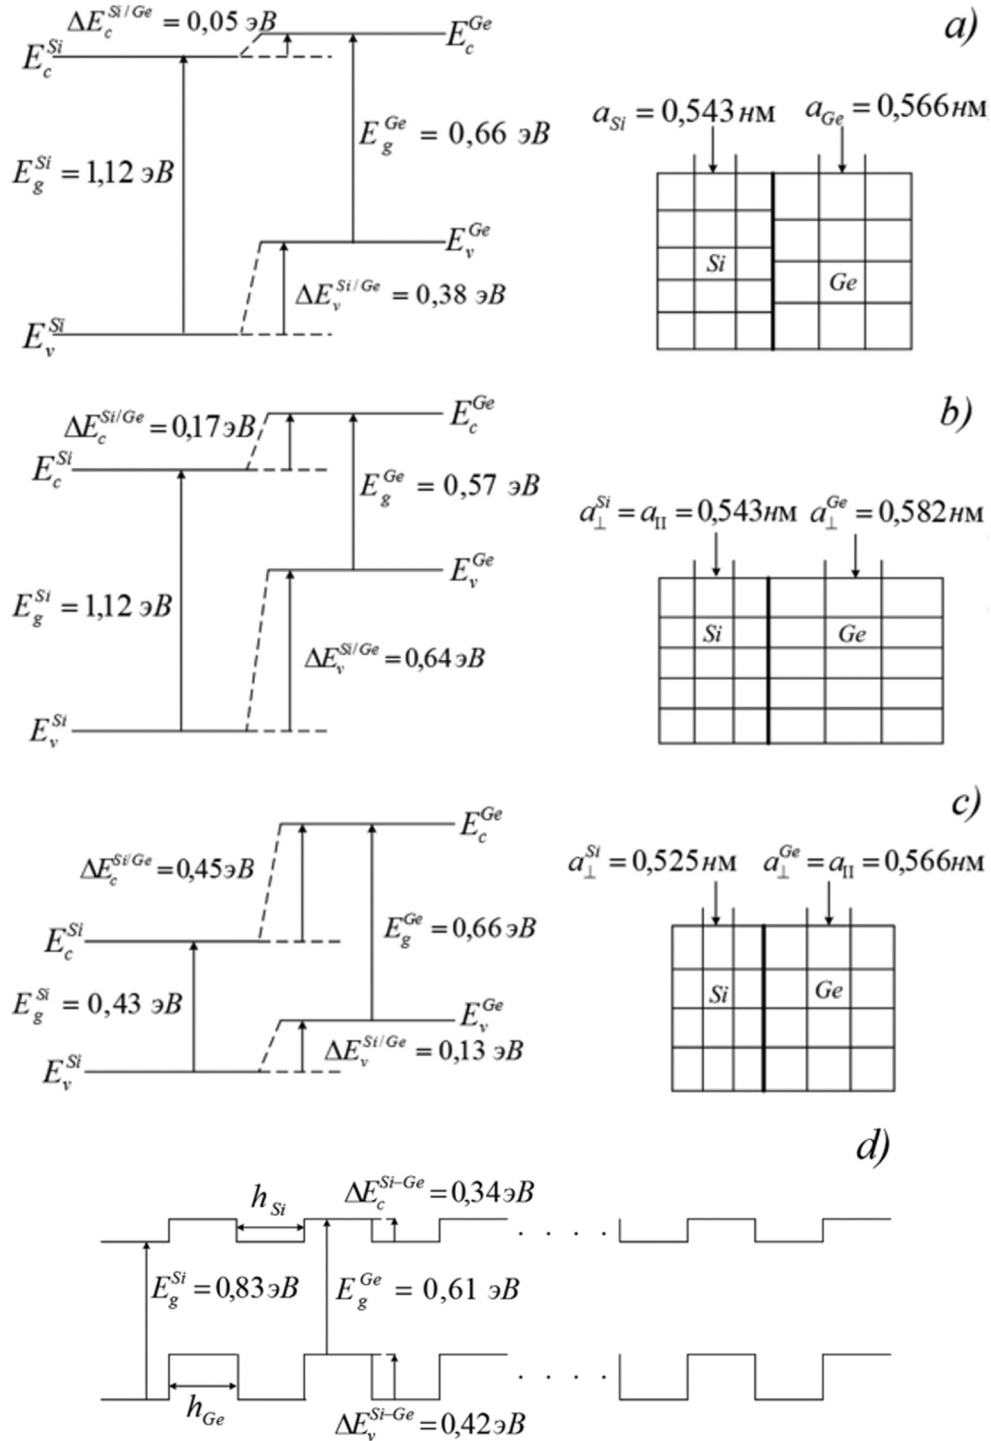 a)
ΔE_c^{Si/Ge} = 0,05 эВ
E_c^{Ge}
E_c^{Si}
a_{Si} = 0,543 нм
a_{Ge} = 0,566 нм
E_g^{Ge} = 0,66 эВ
E_g^{Si} = 1,12 эВ
E_v^{Ge}
Si
Ge
ΔE_v^{Si/Ge} = 0,38 эВ
E_v^{Si}
b)
ΔE_c^{Si/Ge} = 0,17 эВ
E_c^{Ge}
E_c^{Si}
E_g^{Ge} = 0,57 эВ
a_⊥^{Si} = a_{II} = 0,543 нм
a_⊥^{Ge} = 0,582 нм
E_v^{Ge}
E_g^{Si} = 1,12 эВ
Si
Ge
ΔE_v^{Si/Ge} = 0,64 эВ
E_v^{Si}
c)
E_c^{Ge}
ΔE_c^{Si/Ge} = 0,45 эВ
a_⊥^{Si} = 0,525 нм
a_⊥^{Ge} = a_{II} = 0,566 нм
E_c^{Si}
E_g^{Ge} = 0,66 эВ
E_g^{Si} = 0,43 эВ
Si
Ge
E_v^{Ge}
ΔE_v^{Si/Ge} = 0,13 эВ
E_v^{Si}
d)
h_{Si}
ΔE_c^{Si–Ge} = 0,34 эВ
. . . .
E_g^{Si} = 0,83 эВ
E_g^{Ge} = 0,61 эВ
. . . .
h_{Ge}
ΔE_v^{Si–Ge} = 0,42 эВ